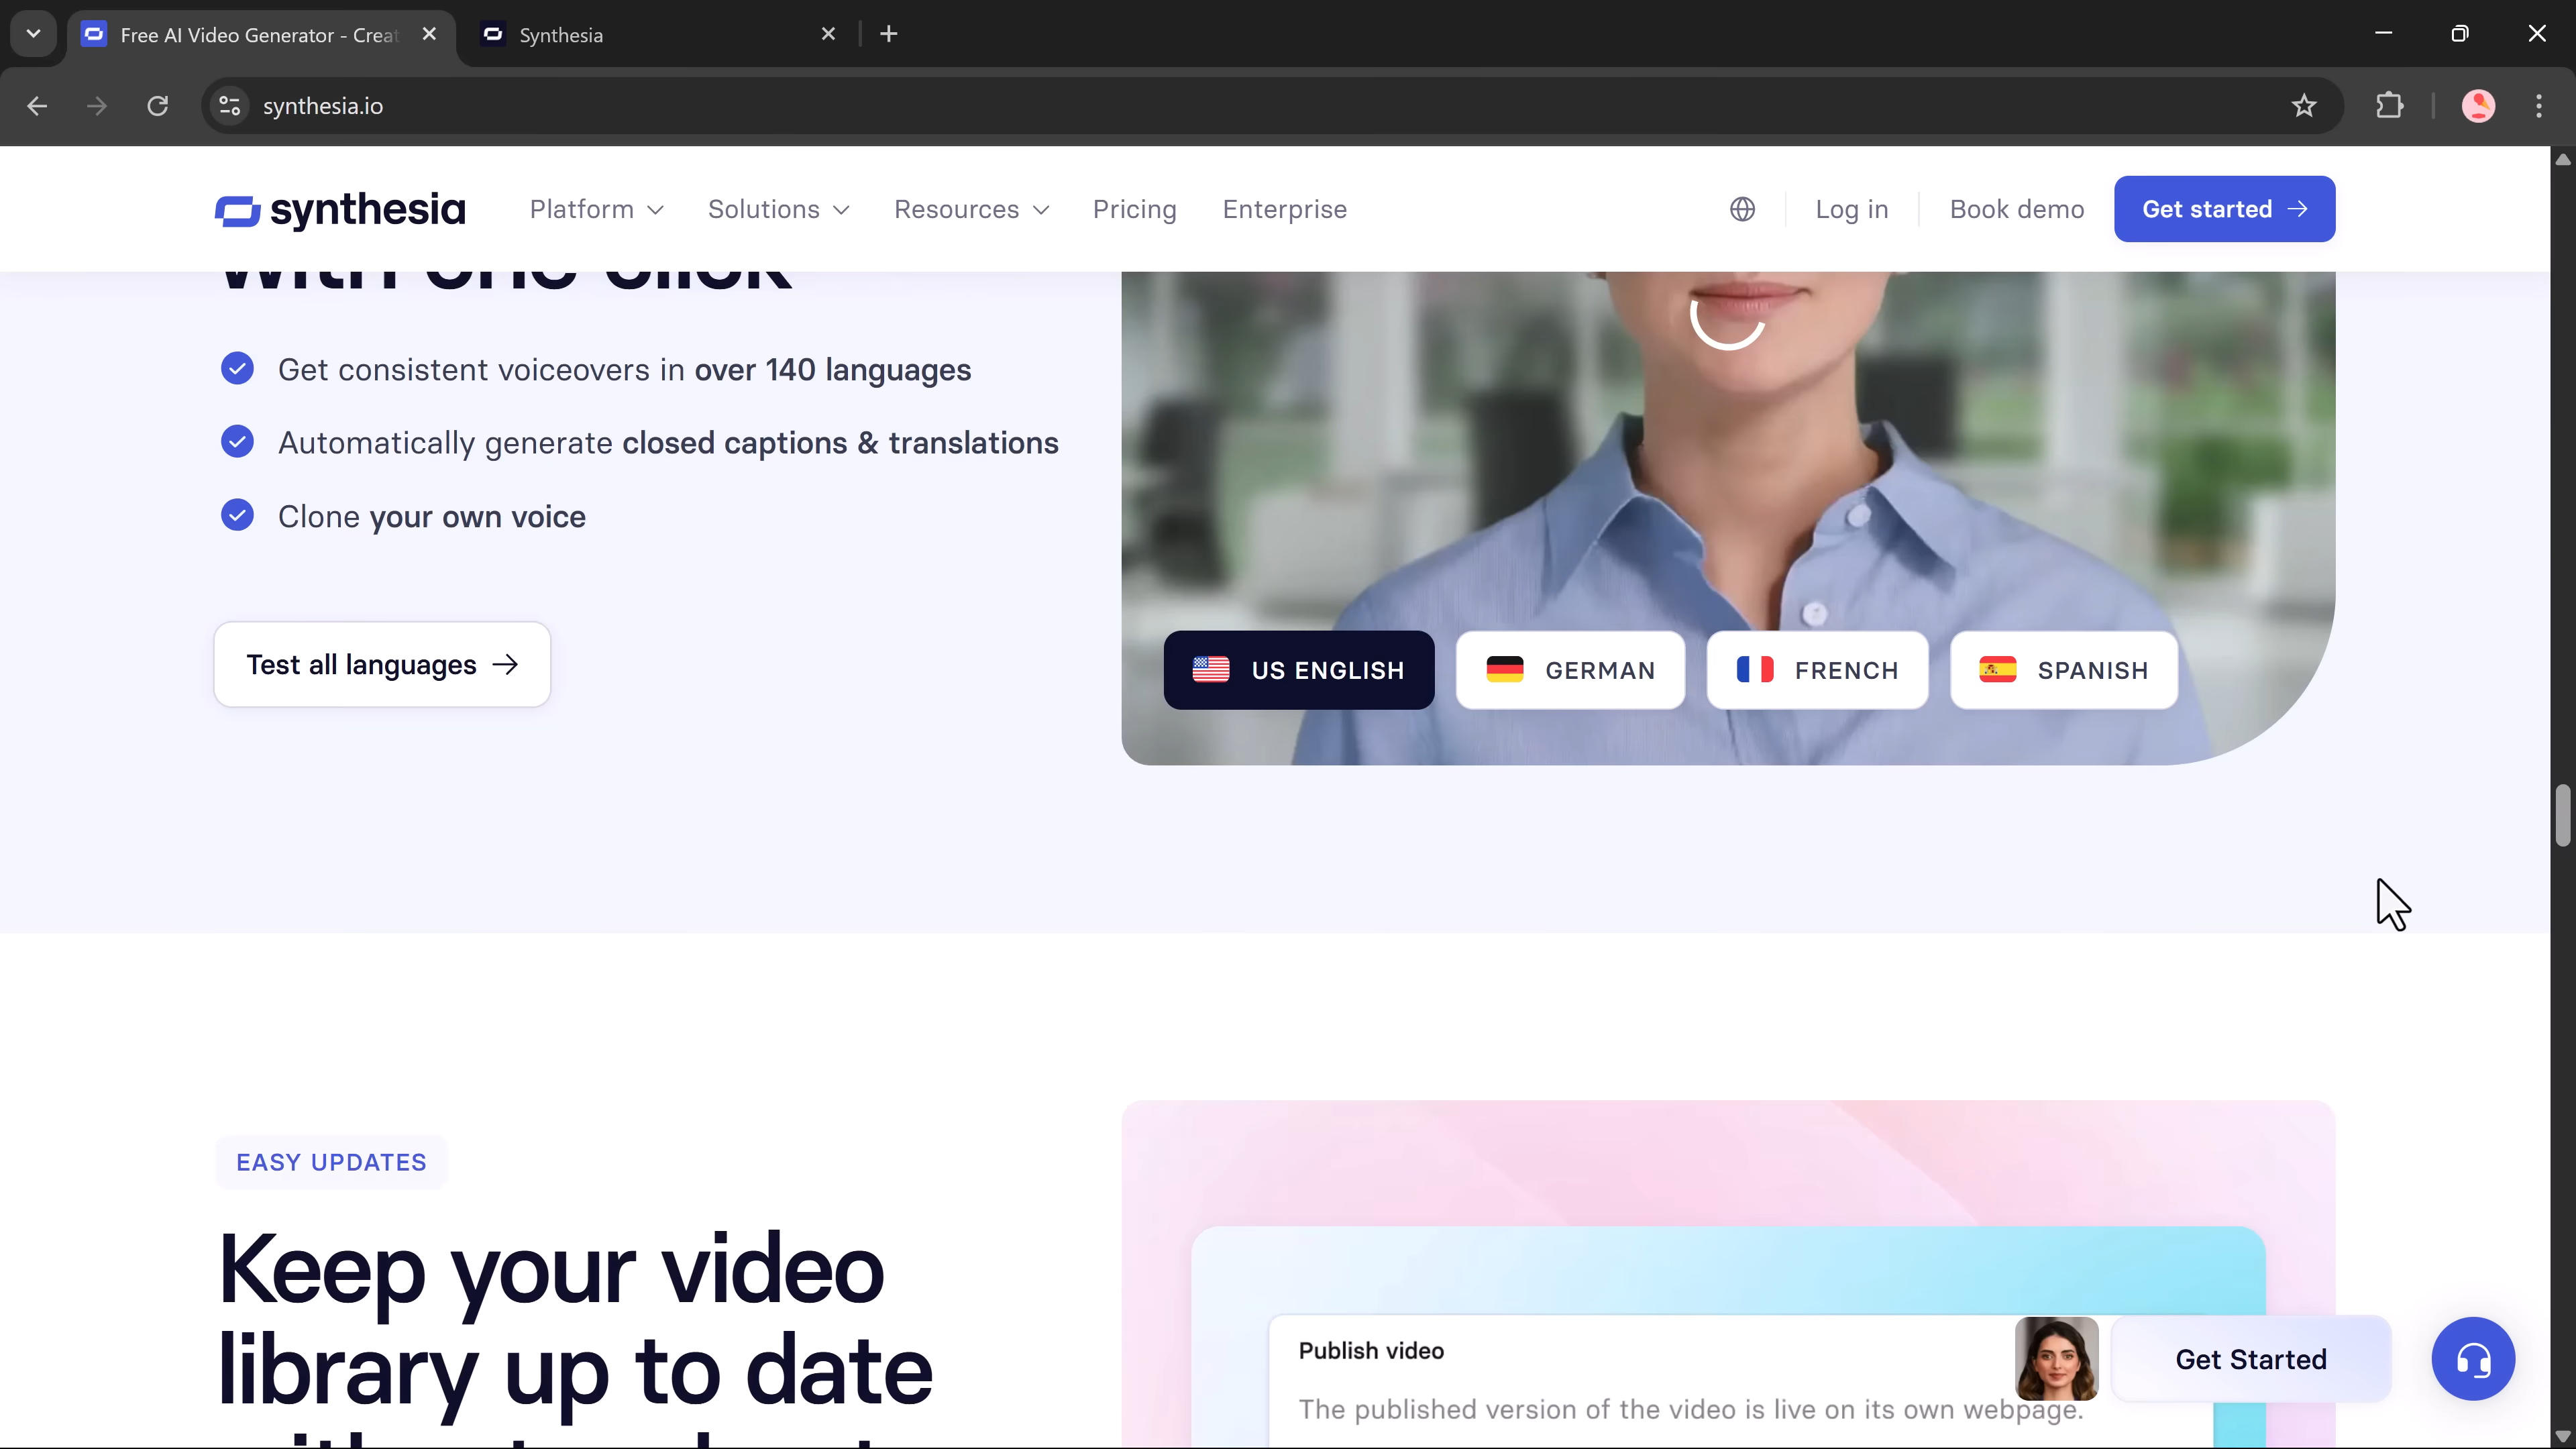 Free AI Video Generator - Creat
Synthesia
synthesia.io
synthesia
Platform
Solutions
Resources
Pricing
Enterprise
Log in
Book demo
Get started →
with one click
Get consistent voiceovers in over 140 languages
Automatically generate closed captions & translations
Clone your own voice
Test all languages →
US ENGLISH
GERMAN
FRENCH
SPANISH
EASY UPDATES
Keep your video
library up to date
Publish video
The published version of the video is live on its own webpage.
Get Started